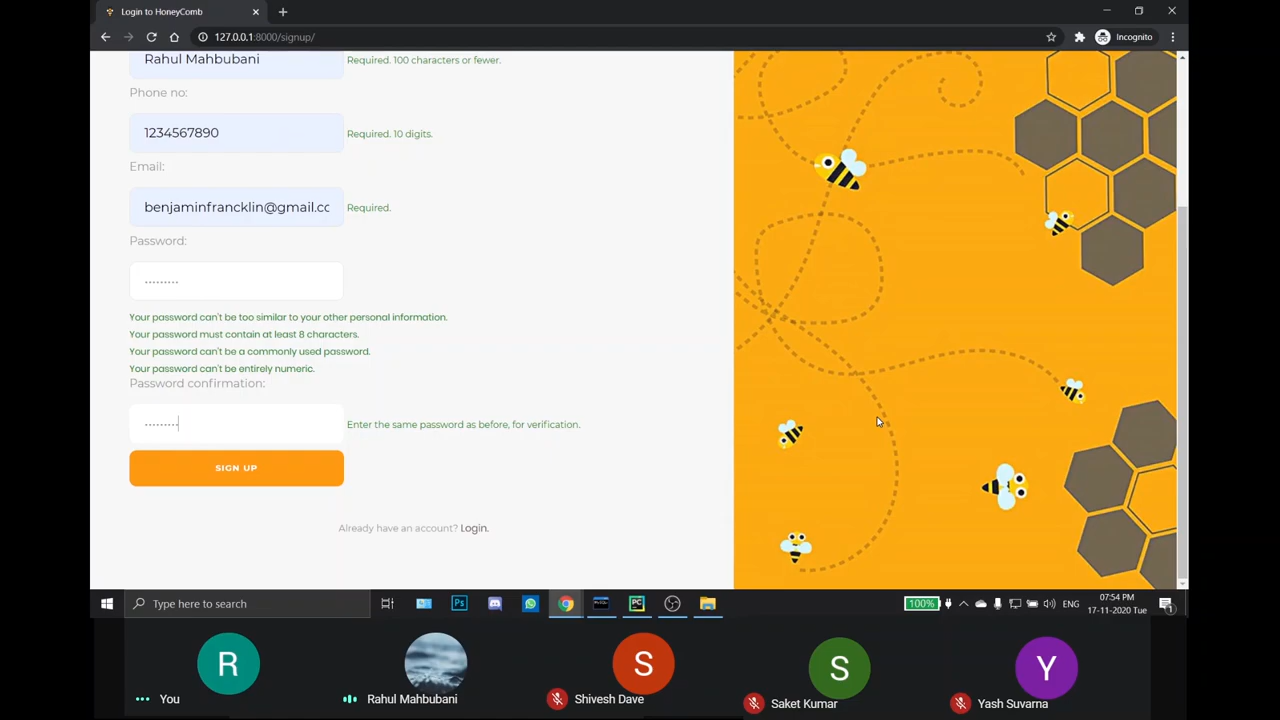 Login to HoneyComb
127.0.0.1:8000/signup/
Incognito
Rahul Mahbubani
Required. 100 characters or fewer.
Phone no:
1234567890
Required. 10 digits.
Email:
benjaminfrancklin@gmail.cc
Required.
Password:
Your password can't be too similar to your other personal information.
Your password must contain at least 8 characters.
Your password can't be a commonly used password.
Your password can't be entirely numeric.
Password confirmation:
Enter the same password as before, for verification.
SIGN UP
Already have an account? Login.
Type here to search
Ps
PC
100%
ENG
07:54 PM
17-11-2020 Tue
1
R
S
S
Y
You
Rahul Mahbubani
Shivesh Dave
Saket Kumar
Yash Suvarna